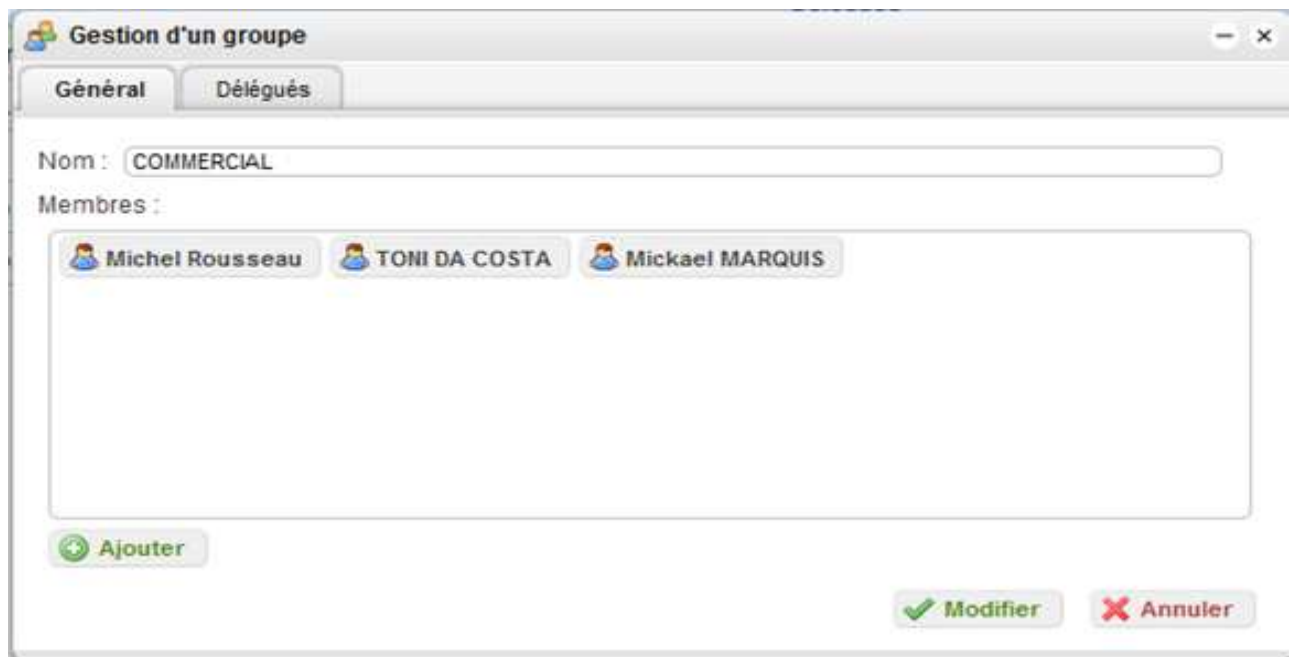 Gestion d'un groupe
Général Délégués
Nom : COMMERCIAL
Membres :
Michel Rousseau TONI DA COSTA Mickael MARQUIS
Ajouter
Modifier Annuler